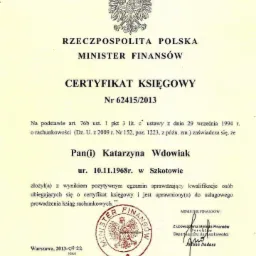 RZECZPOSPOLITA POLSKA
MINISTER FINANSÓW
CERTYFIKAT KSIĘGOWY
Nr 62415/2013
Na podstawie art. 76b ust. 1 pkt 3 lit. c ustawy z dnia 29 września 1994 r.
o rachunkowości (Dz. U. z 2009 r. Nr 152, poz. 1223, z późn. zm.) zaświadcza się, że
Pan(i) Katarzyna Wdowiak
ur. 10.11.1968r. w Szkotowie
złożył(a) z wynikiem pozytywnym egzamin sprawdzający kwalifikacje osób
ubiegających się o certyfikat księgowy i jest uprawniony(a) do usługowego
prowadzenia ksiąg rachunkowych.
MINISTER FINANSÓW
MINISTER FINANSÓW
Warszawa, 2013-